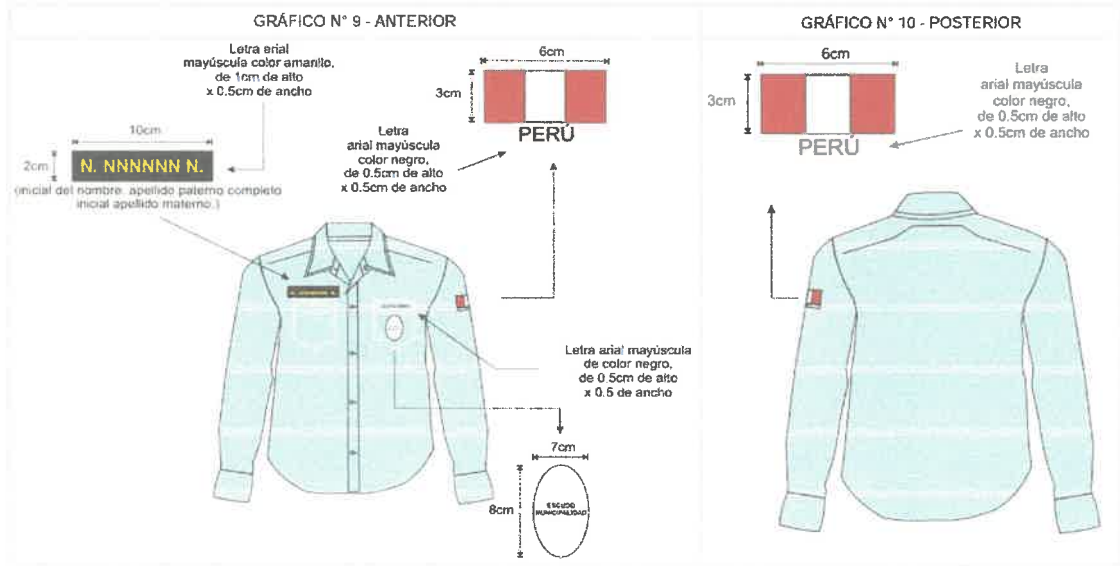 GRÁFICO N° 9 - ANTERIOR
Letra arial
mayúscula color amarillo,
de 1cm de alto
x 0.5cm de ancho
10cm
2cm
N. NNNNNN N.
(inicial del nombre, apellido paterno completo
inicial apellido materno.)
6cm
3cm
PERÚ
Letra
arial mayúscula
color negro,
de 0.5cm de alto
x 0.5cm de ancho
Letra arial mayúscula
de color negro,
de 0.5cm de alto
x 0.5 de ancho
7cm
8cm
ESCUDO
MUNICIPALIDAD
GRÁFICO N° 10 - POSTERIOR
6cm
3cm
PERÚ
Letra
arial mayúscula
color negro,
de 0.5cm de alto
x 0.5cm de ancho